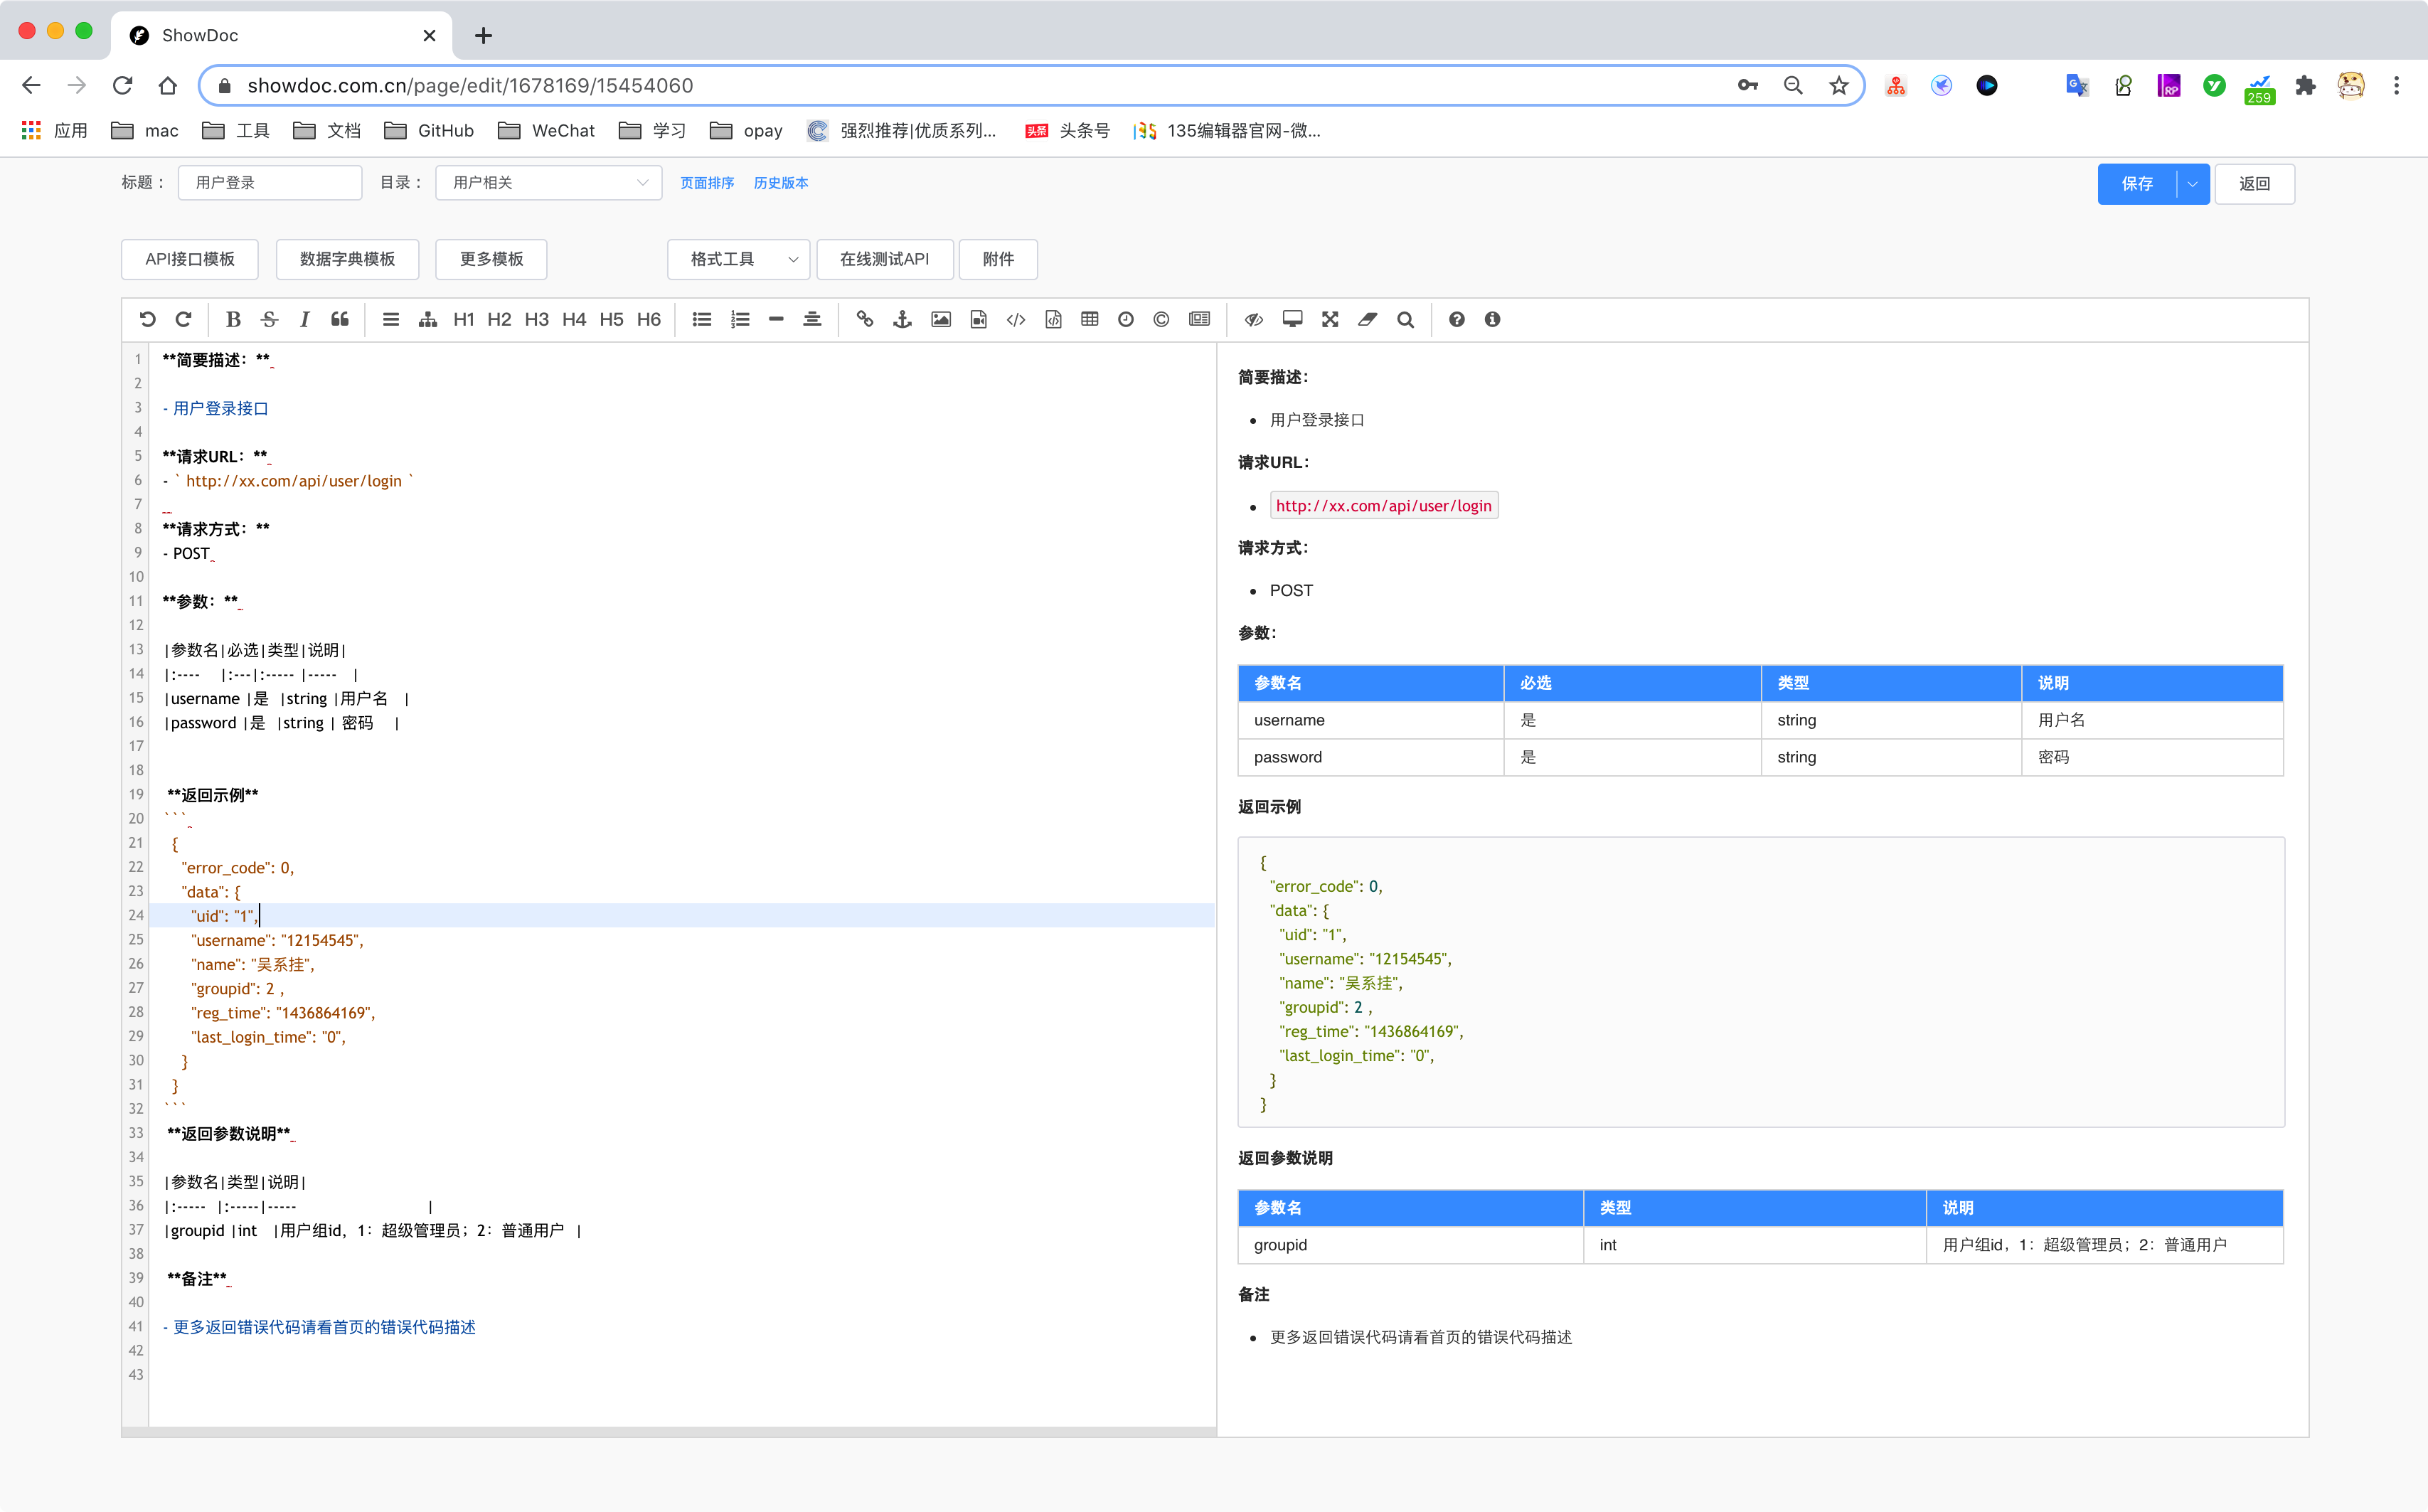 ShowDoc
showdoc.com.cn/page/edit/1678169/15454060
259
应用 mac 工具 文档 GitHub WeChat 学习 opay 强烈推荐|优质系列... 头条 头条号 135编辑器官网-微...
标题： 用户登录 目录： 用户相关 页面排序 历史版本 保存 返回
API接口模板 数据字典模板 更多模板 格式工具 在线测试API 附件
H1 H2 H3 H4 H5 H6
1 **简要描述：**
2
3 - 用户登录接口
4
5 **请求URL：**
6 - ` http://xx.com/api/user/login `
7
8 **请求方式：**
9 - POST
10
11 **参数：**
12
13 |参数名|必选|类型|说明|
14 |:---- |:---|:----- |----- |
15 |username |是 |string |用户名 |
16 |password |是 |string | 密码 |
17
18
19 **返回示例**
20 ```
21 {
22 "error_code": 0,
23 "data": {
24 "uid": "1",
25 "username": "12154545",
26 "name": "吴系挂",
27 "groupid": 2 ,
28 "reg_time": "1436864169",
29 "last_login_time": "0",
30 }
31 }
32 ```
33 **返回参数说明**
34
35 |参数名|类型|说明|
36 |:----- |:-----|----- |
37 |groupid |int |用户组id，1：超级管理员；2：普通用户 |
38
39 **备注**
40
41 - 更多返回错误代码请看首页的错误代码描述
42
43
简要描述：
用户登录接口
请求URL：
http://xx.com/api/user/login
请求方式：
POST
参数：
参数名 必选 类型 说明
username 是 string 用户名
password 是 string 密码
返回示例
{
"error_code": 0,
"data": {
"uid": "1",
"username": "12154545",
"name": "吴系挂",
"groupid": 2 ,
"reg_time": "1436864169",
"last_login_time": "0",
}
}
返回参数说明
参数名 类型 说明
groupid int 用户组id，1：超级管理员；2：普通用户
备注
更多返回错误代码请看首页的错误代码描述